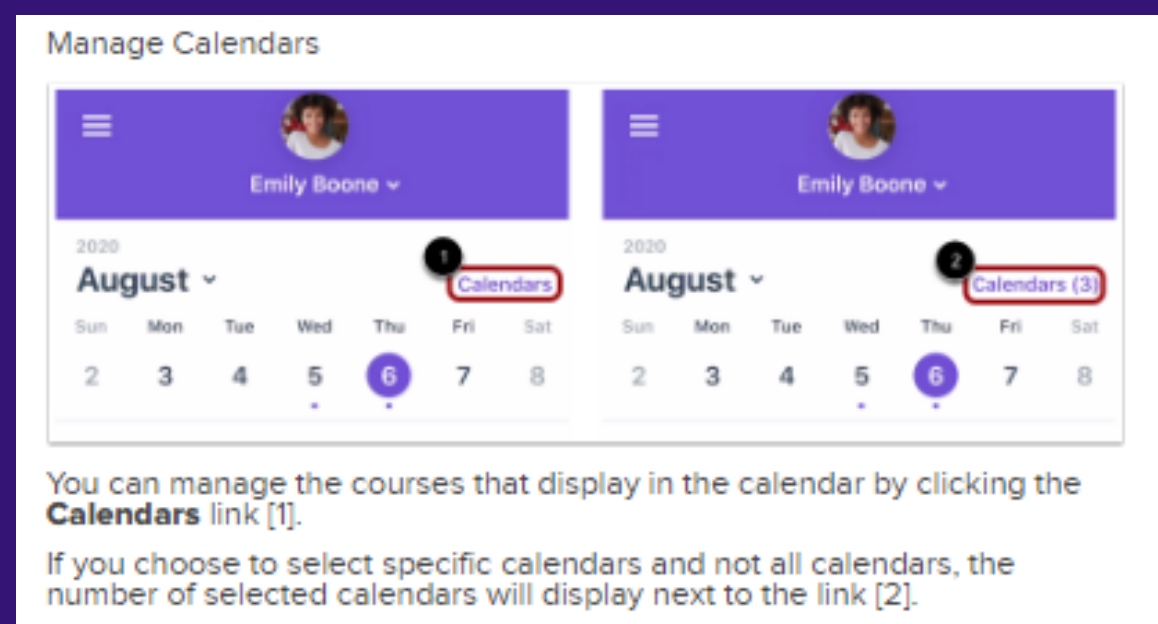 Manage Calendars
Emily Boone
2020
August
1
Calendars
Sun Mon Tue Wed Thu Fri Sat
2 3 4 5 6 7 8
Emily Boone
2020
August
2
Calendars (3)
Sun Mon Tue Wed Thu Fri Sat
2 3 4 5 6 7 8
You can manage the courses that display in the calendar by clicking the
Calendars link [1].
If you choose to select specific calendars and not all calendars, the
number of selected calendars will display next to the link [2].